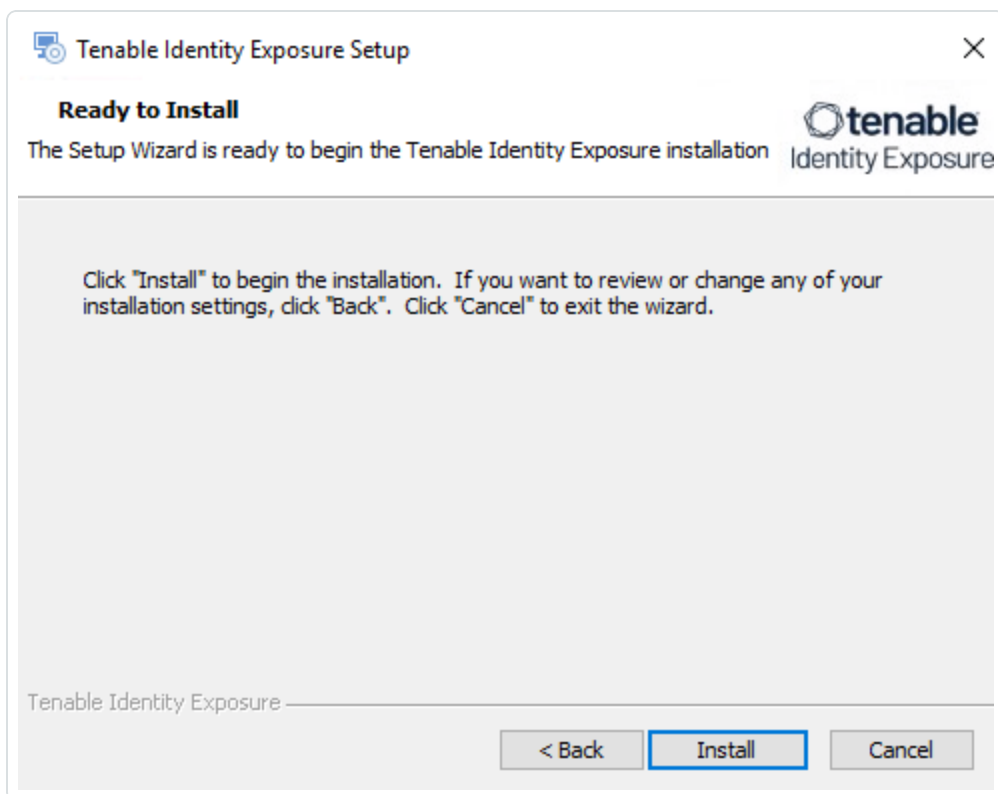 Tenable Identity Exposure Setup
Ready to Install
The Setup Wizard is ready to begin the Tenable Identity Exposure installation
tenable
Identity Exposure
Click "Install" to begin the installation.  If you want to review or change any of your
installation settings, click "Back".  Click "Cancel" to exit the wizard.
Tenable Identity Exposure
< Back
Install
Cancel